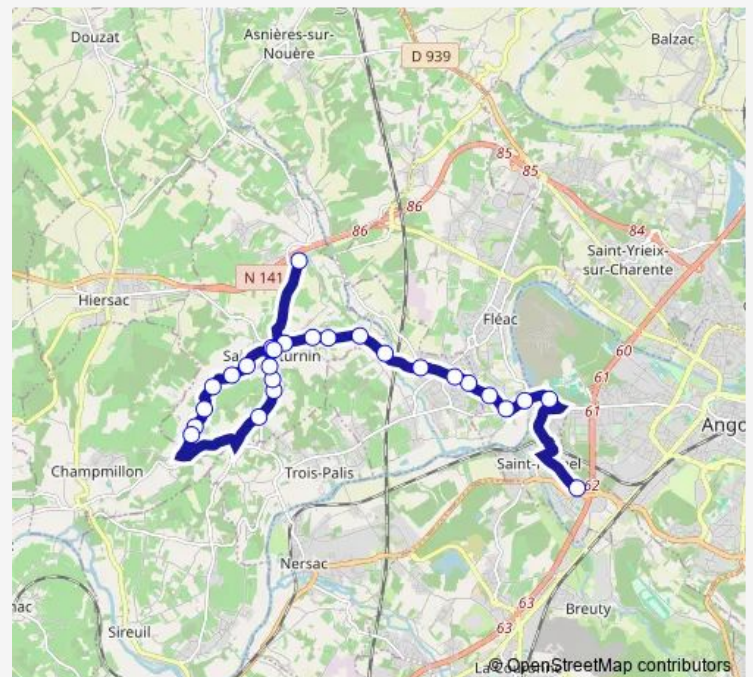 Douzat
Asnières-sur-
Nouère
Balzac
D 939
85
85
86
84
86
Saint-Yrieix-
sur-Charente
N 141
Hiersac
Fléac
60
61
61
Ango
Champmillon
Trois-Palis
62
Nersac
Breuty
Sireuil
63
63
© OpenStreetMap contributors